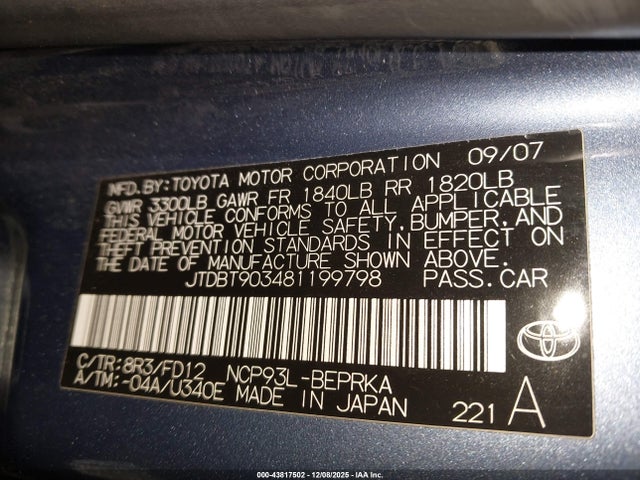 MFD. BY: TOYOTA MOTOR CORPORATION 09/07
GVWR 3300LB GAWR FR 1840LB RR 1820LB
THIS VEHICLE CONFORMS TO ALL APPLICABLE
FEDERAL MOTOR VEHICLE SAFETY, BUMPER, AND
THEFT PREVENTION STANDARDS IN EFFECT ON
THE DATE OF MANUFACTURE SHOWN ABOVE.
JTDBT903481199798 PASS.CAR
C/TR: 8R3/FD12 NCP93L-BEPRKA
A/TM: -04A/U340E MADE IN JAPAN 221 A
000-43817502 - 12/08/2025 - IAA Inc.